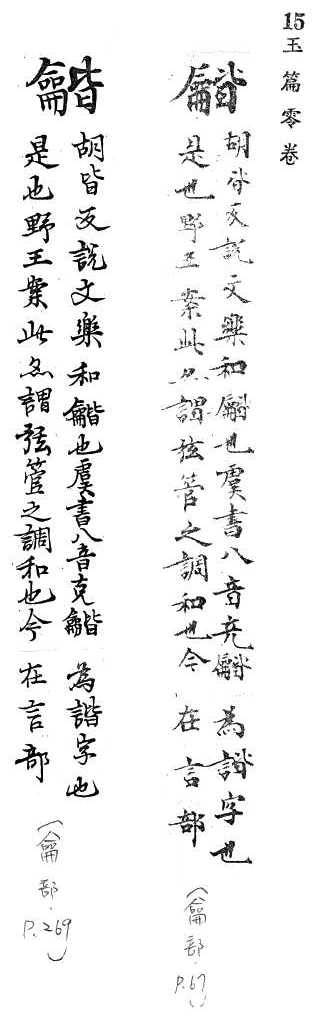 15玉篇零卷
龤
胡皆反說文樂和龤也虞書八音克龤 為諧字也
是也野王案此亦謂弦管之調和也今 在言部
(龠部.P.67)
龤
胡皆反說文樂和龤也虞書八音克龤 為諧字也
是也野王案此亦謂弦管之調和也今 在言部
(龠部.P.269)